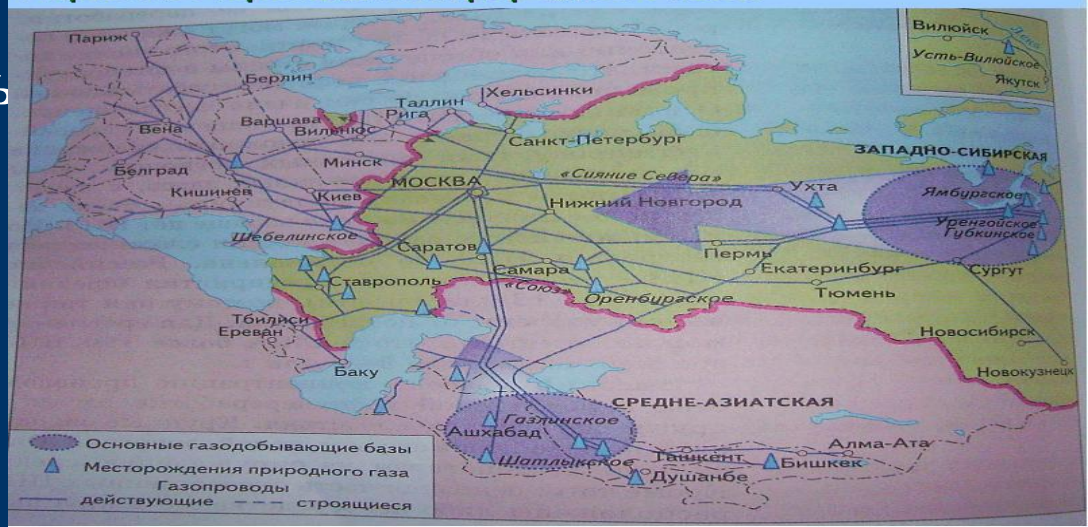 Париж
Берлин
Вена
Варшава
Вильнюс
Рига
Таллин
Хельсинки
Санкт-Петербург
Минск
Белград
Кишинёв
Киев
Шебелинское
МОСКВА
«Сияние Севера»
Нижний Новгород
Ухта
ЗАПАДНО-СИБИРСКАЯ
Ямбургское
Уренгойское
Губкинское
Вилюйск
Лена
Усть-Вилюйское
Якутск
Саратов
Самара
Пермь
Екатеринбург
Сургут
Тюмень
Ставрополь
«Союз»
Оренбургское
Новосибирск
Новокузнецк
Тбилиси
Ереван
Баку
СРЕДНЕ-АЗИАТСКАЯ
Газлинское
Ашхабад
Шатлыкское
Ташкент
Алма-Ата
Бишкек
Душанбе
Основные газодобывающие базы
Месторождения природного газа
Газопроводы
действующие строящиеся